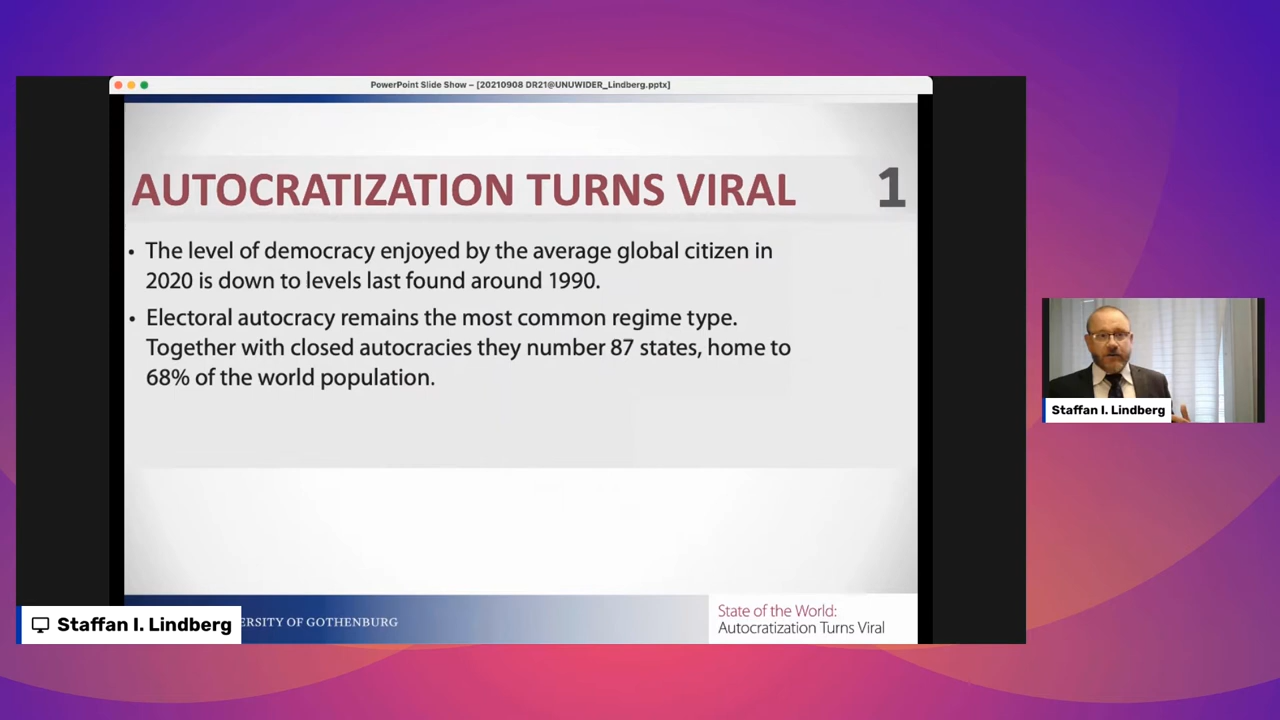 PowerPoint Slide Show – [20210908 DR21@UNUWIDER_Lindberg.pptx]
AUTOCRATIZATION TURNS VIRAL
1
• The level of democracy enjoyed by the average global citizen in
2020 is down to levels last found around 1990.
• Electoral autocracy remains the most common regime type.
Together with closed autocracies they number 87 states, home to
68% of the world population.
Staffan I. Lindberg
Staffan I. Lindberg
ERSITY OF GOTHENBURG
State of the World:
Autocratization Turns Viral